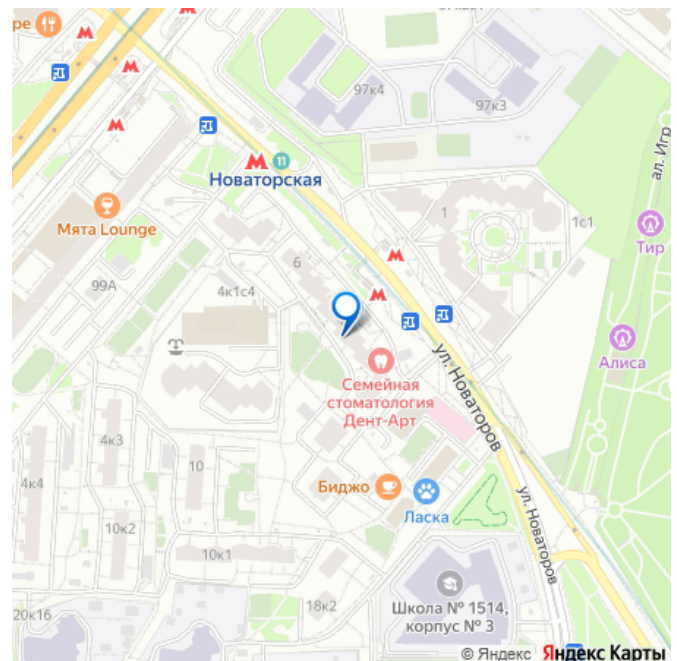 ре
97к4
97к3
ал. Игр
11
Новаторская
Мята Lounge
1
1с1
Тир
6
99А
4к1с4
Алиса
ул. Новаторов
Семейная
стоматология
Дент-Арт
4к3
10
4к4
Биджо
Ласка
10к2
ул. Новаторов
10к1
18к2
Школа № 1514,
корпус № 3
20к16
© Яндекс Яндекс Карты